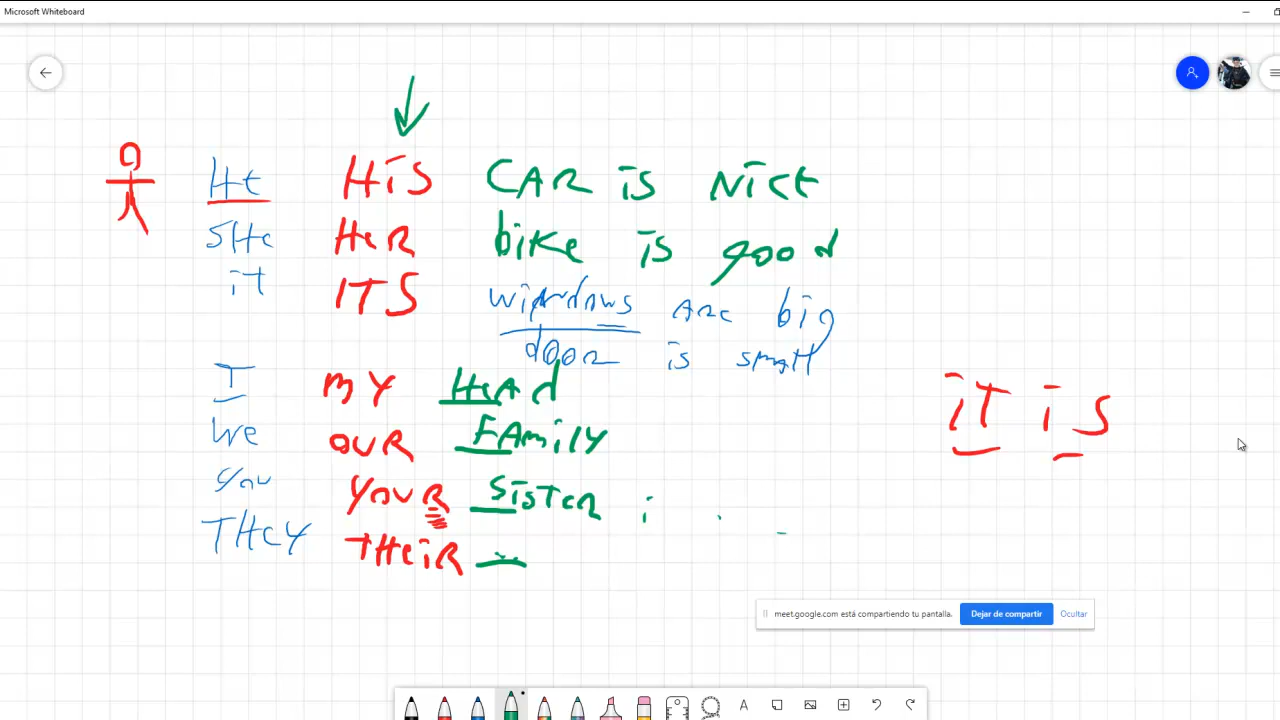 Microsoft Whiteboard
He HiS CAR is Nice
SHe HeR bike is good
it ITS windows are big
door is small
I MY HeAd
We OUR FAMilY
you YOUR SiSTeR i
THeY THeiR
iT iS
meet.google.com está compartiendo tu pantalla. Dejar de compartir Ocultar
A